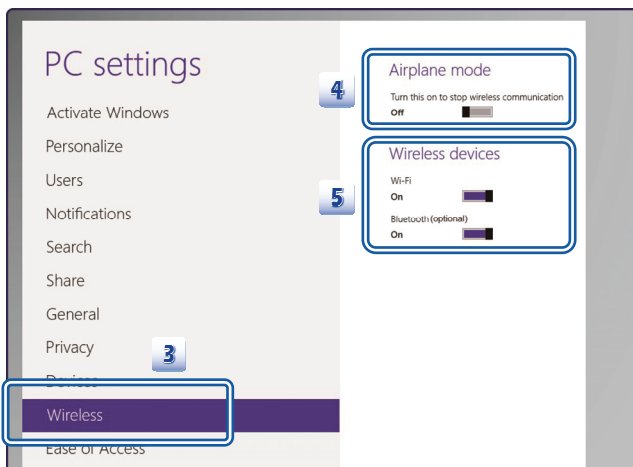 PC settings
Activate Windows
Personalize
Users
Notifications
Search
Share
General
Privacy
Devices
Wireless
Ease of Access
3
4
Airplane mode
Turn this on to stop wireless communication
Off
5
Wireless devices
Wi-Fi
On
Bluetooth(optional)
On